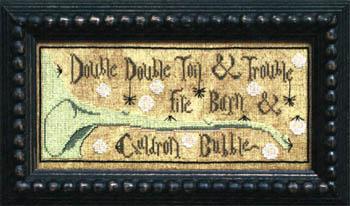 Double Double Toil & Trouble
Fire Burn &
Cauldron Bubble